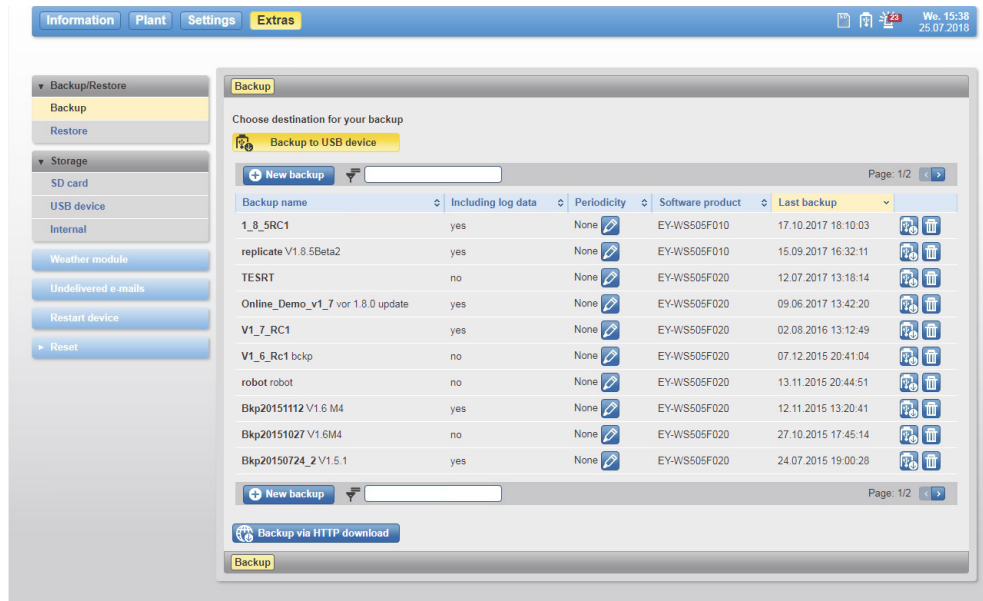 Information Plant Settings Extras 23 We. 15:38
25.07.2018
Backup/Restore
Backup
Restore
Storage
SD card
USB device
Internal
Weather module
Undelivered e-mails
Restart device
Reset
Backup
Choose destination for your backup
Backup to USB device
New backup Page: 1/2
Backup name Including log data Periodicity Software product Last backup
1_8_5RC1 yes None EY-WS505F010 17.10.2017 18:10:03
replicate V1.8.5Beta2 yes None EY-WS505F010 15.09.2017 16:32:11
TESRT no None EY-WS505F020 12.07.2017 13:18:14
Online_Demo_v1_7 vor 1.8.0 update yes None EY-WS505F020 09.06.2017 13:42:20
V1_7_RC1 yes None EY-WS505F020 02.08.2016 13:12:49
V1_6_Rc1 bckp no None EY-WS505F020 07.12.2015 20:41:04
robot robot no None EY-WS505F020 13.11.2015 20:44:51
Bkp20151112 V1.6 M4 yes None EY-WS505F020 12.11.2015 13:20:41
Bkp20151027 V1.6M4 no None EY-WS505F020 27.10.2015 17:45:14
Bkp20150724_2 V1.5.1 yes None EY-WS505F020 24.07.2015 19:00:28
New backup Page: 1/2
Backup via HTTP download
Backup